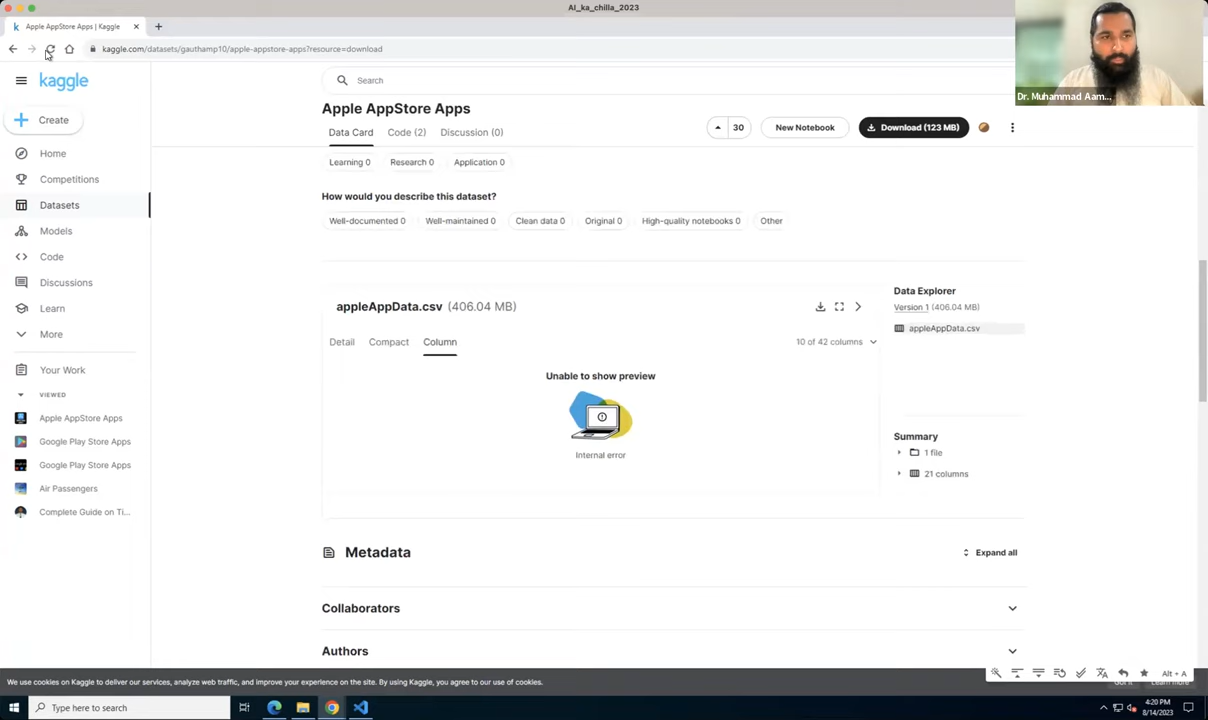 AI_ka_chilla_2023
Apple AppStore Apps | Kaggle
kaggle.com/datasets/gauthamp10/apple-appstore-apps?resource=download
Dr. Muhammad Aam...
kaggle
Search
Create
Home
Competitions
Datasets
Models
Code
Discussions
Learn
More
Your Work
VIEWED
Apple AppStore Apps
Google Play Store Apps
Google Play Store Apps
Air Passengers
Complete Guide on Ti...
Apple AppStore Apps
Data Card Code (2) Discussion (0)
30
New Notebook
Download (123 MB)
Learning 0 Research 0 Application 0
How would you describe this dataset?
Well-documented 0 Well-maintained 0 Clean data 0 Original 0 High-quality notebooks 0 Other
appleAppData.csv (406.04 MB)
Detail Compact Column
10 of 42 columns
Unable to show preview
Internal error
Data Explorer
Version 1 (406.04 MB)
appleAppData.csv
Summary
1 file
21 columns
Metadata
Expand all
Collaborators
Authors
We use cookies on Kaggle to deliver our services, analyze web traffic, and improve your experience on the site. By using Kaggle, you agree to our use of cookies.
Got it
Learn more
Alt + A
Type here to search
4:20 PM
8/14/2023